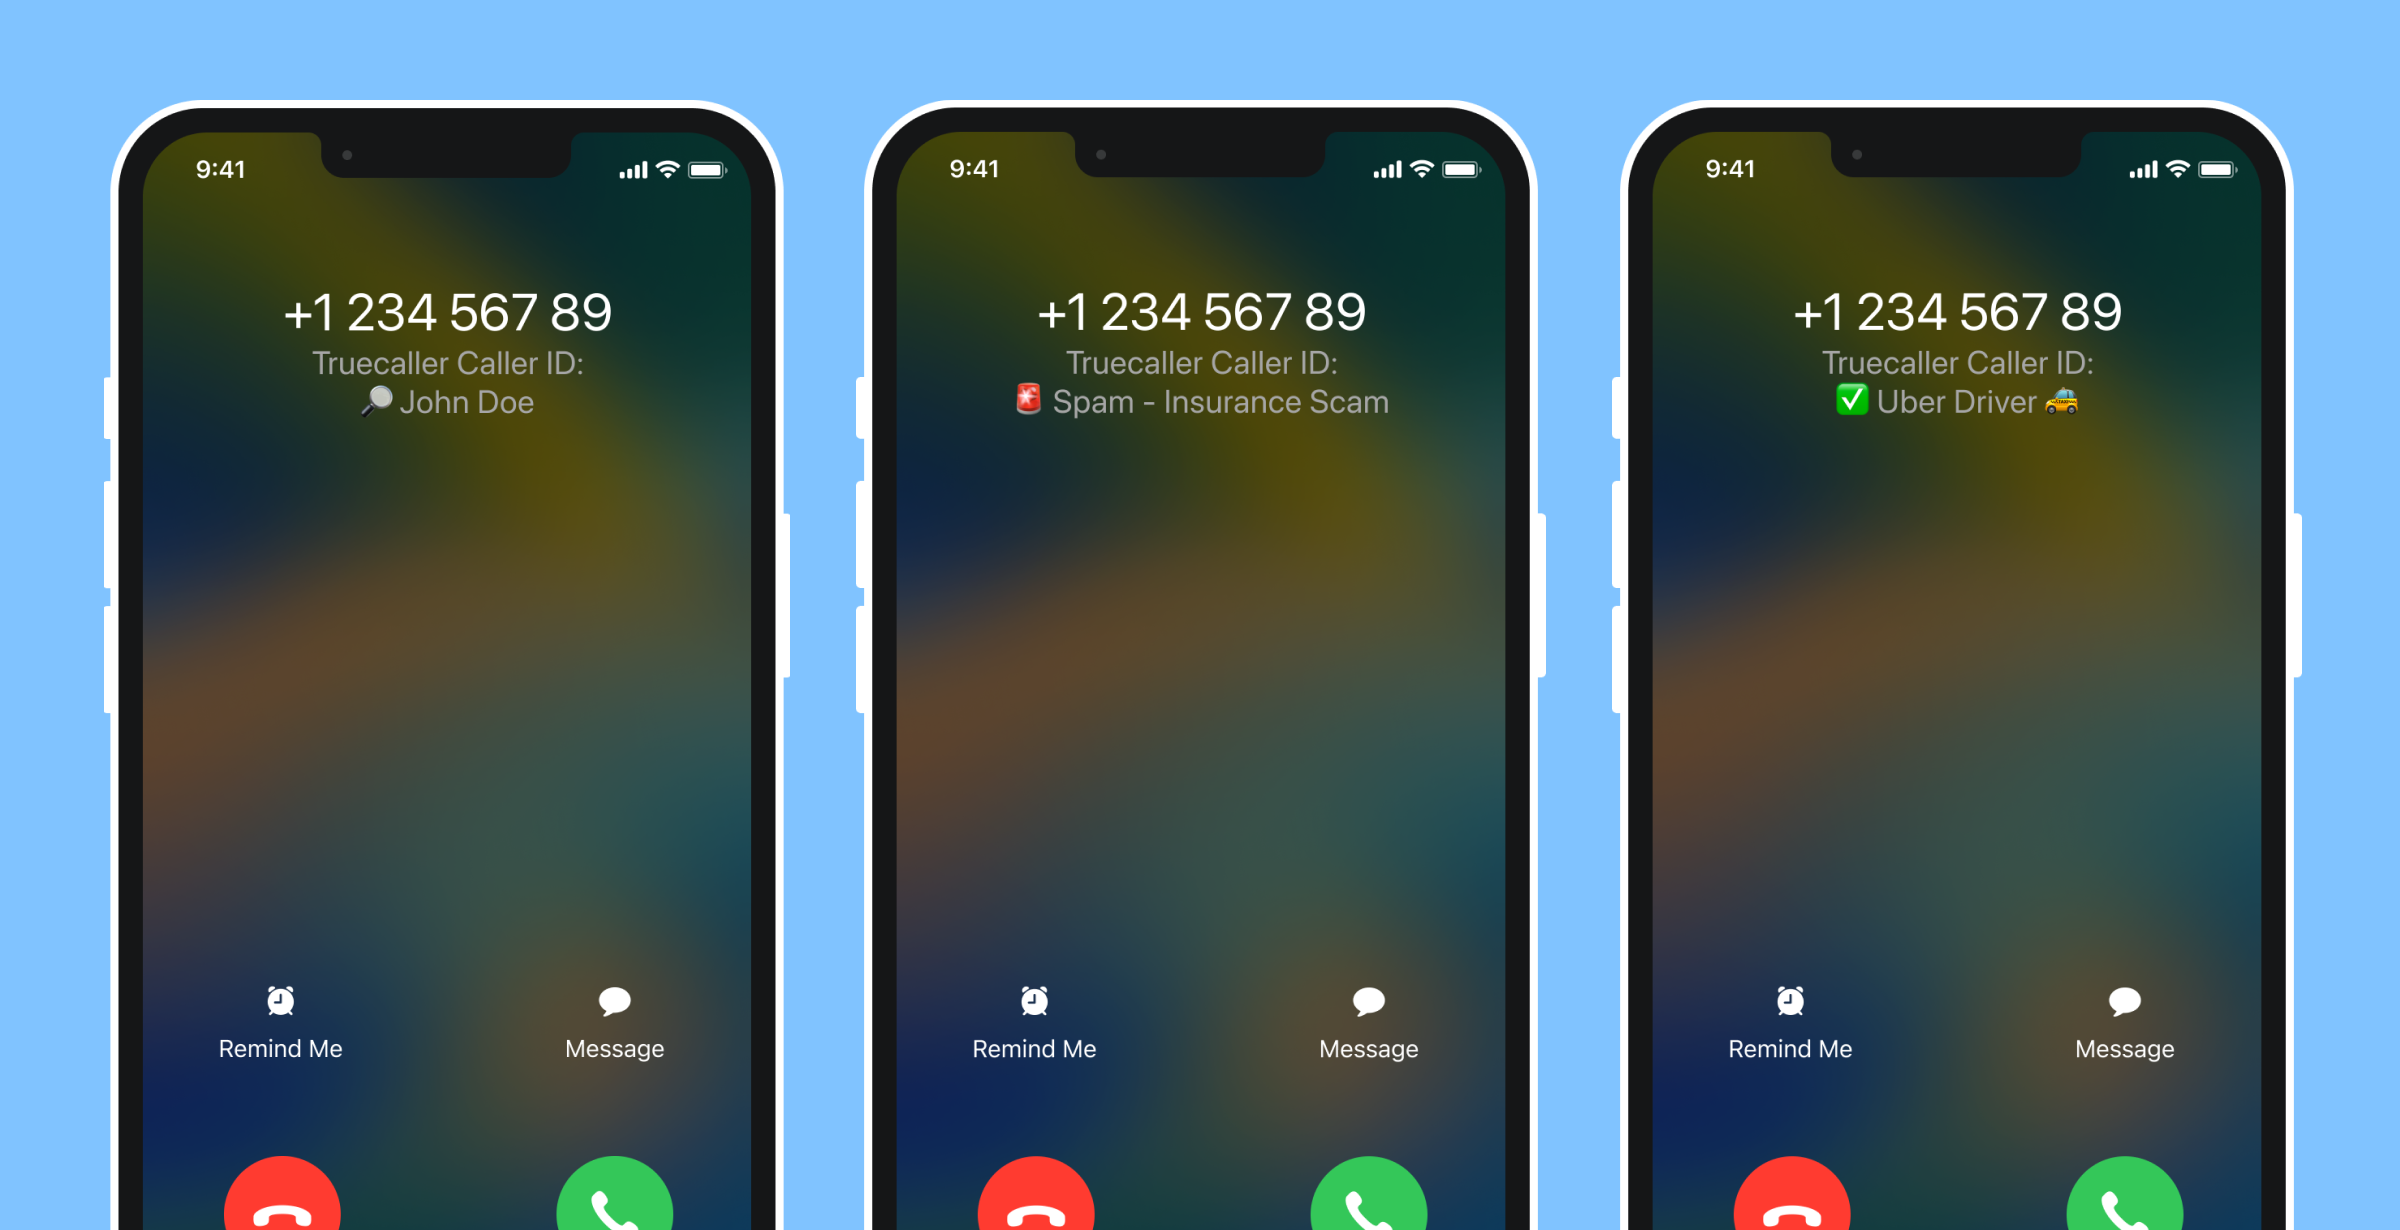 9:41
+1 234 567 89
Truecaller Caller ID:
🔎 John Doe
Remind Me
Message
9:41
+1 234 567 89
Truecaller Caller ID:
🚨 Spam - Insurance Scam
Remind Me
Message
9:41
+1 234 567 89
Truecaller Caller ID:
✅ Uber Driver 🚕
Remind Me
Message